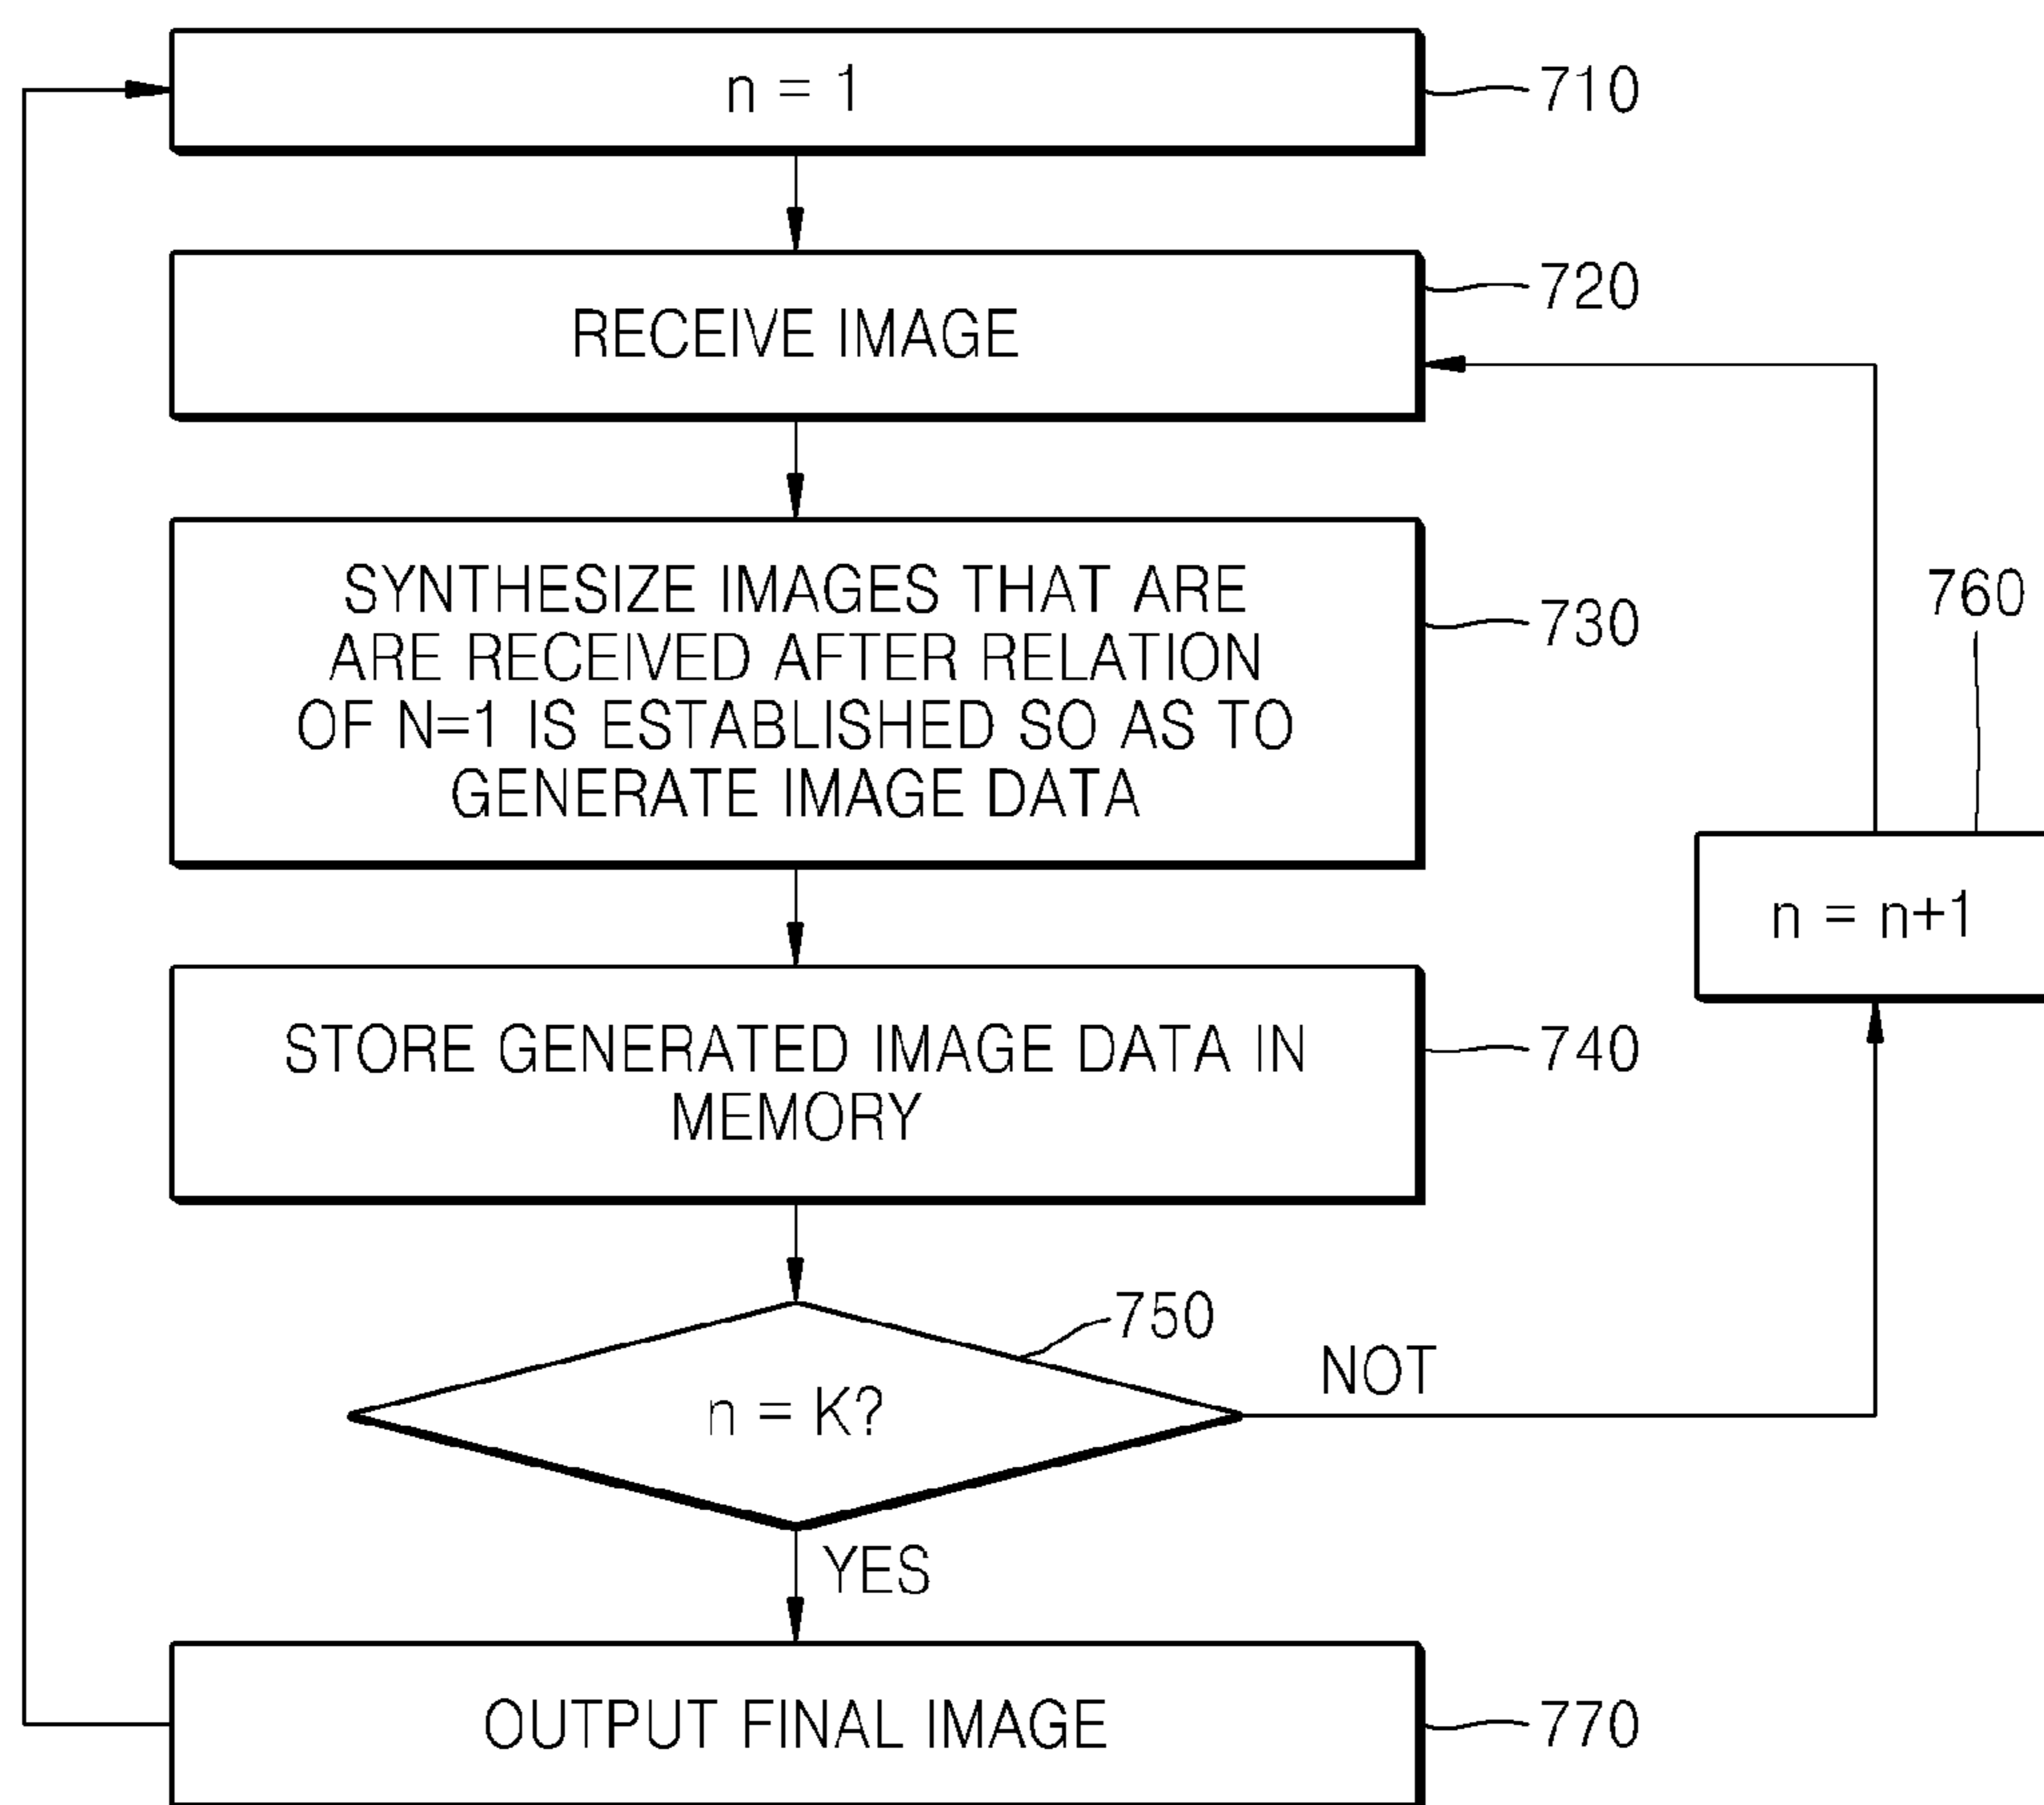 n = 1
710
RECEIVE IMAGE
720
SYNTHESIZE IMAGES THAT ARE
ARE RECEIVED AFTER RELATION
OF N=1 IS ESTABLISHED SO AS TO
GENERATE IMAGE DATA
730
760
n = n+1
STORE GENERATED IMAGE DATA IN
MEMORY
740
750
n = K?
NOT
YES
OUTPUT FINAL IMAGE
770